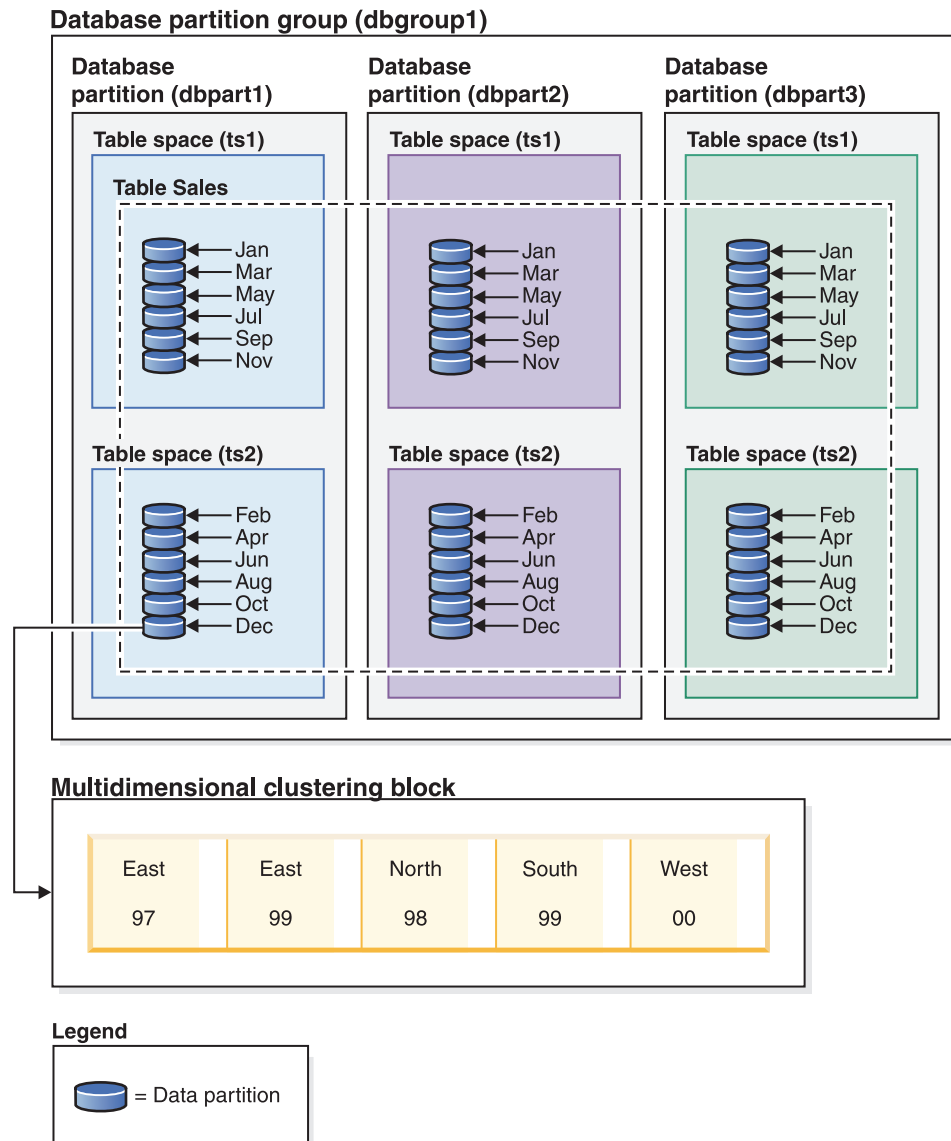 Database partition group (dbgroup1)
Database
partition (dbpart1)
Table space (ts1)
Table Sales
Jan
Mar
May
Jul
Sep
Nov
Table space (ts2)
Feb
Apr
Jun
Aug
Oct
Dec
Database
partition (dbpart2)
Table space (ts1)
Jan
Mar
May
Jul
Sep
Nov
Table space (ts2)
Feb
Apr
Jun
Aug
Oct
Dec
Database
partition (dbpart3)
Table space (ts1)
Jan
Mar
May
Jul
Sep
Nov
Table space (ts2)
Feb
Apr
Jun
Aug
Oct
Dec
Multidimensional clustering block
East
97
East
99
North
98
South
99
West
00
Legend
= Data partition